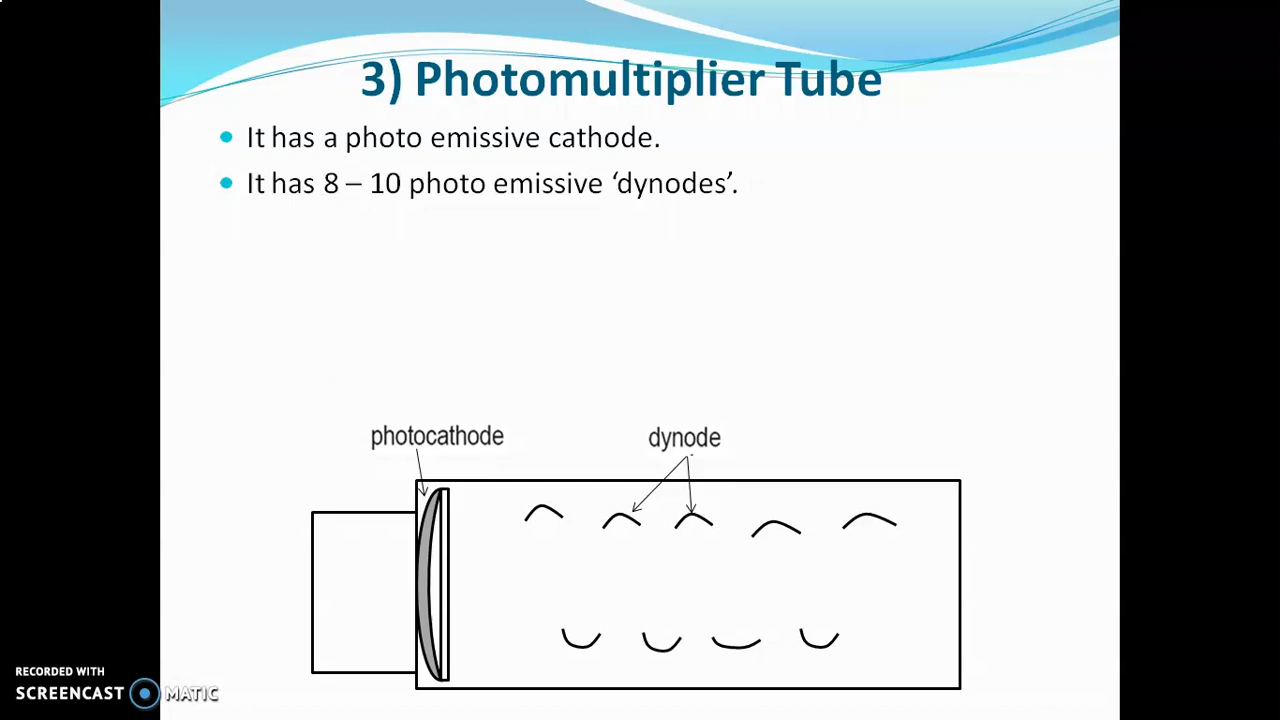 3) Photomultiplier Tube
It has a photo emissive cathode.
It has 8 – 10 photo emissive ‘dynodes’.
photocathode
dynode
RECORDED WITH
SCREENCAST MATIC